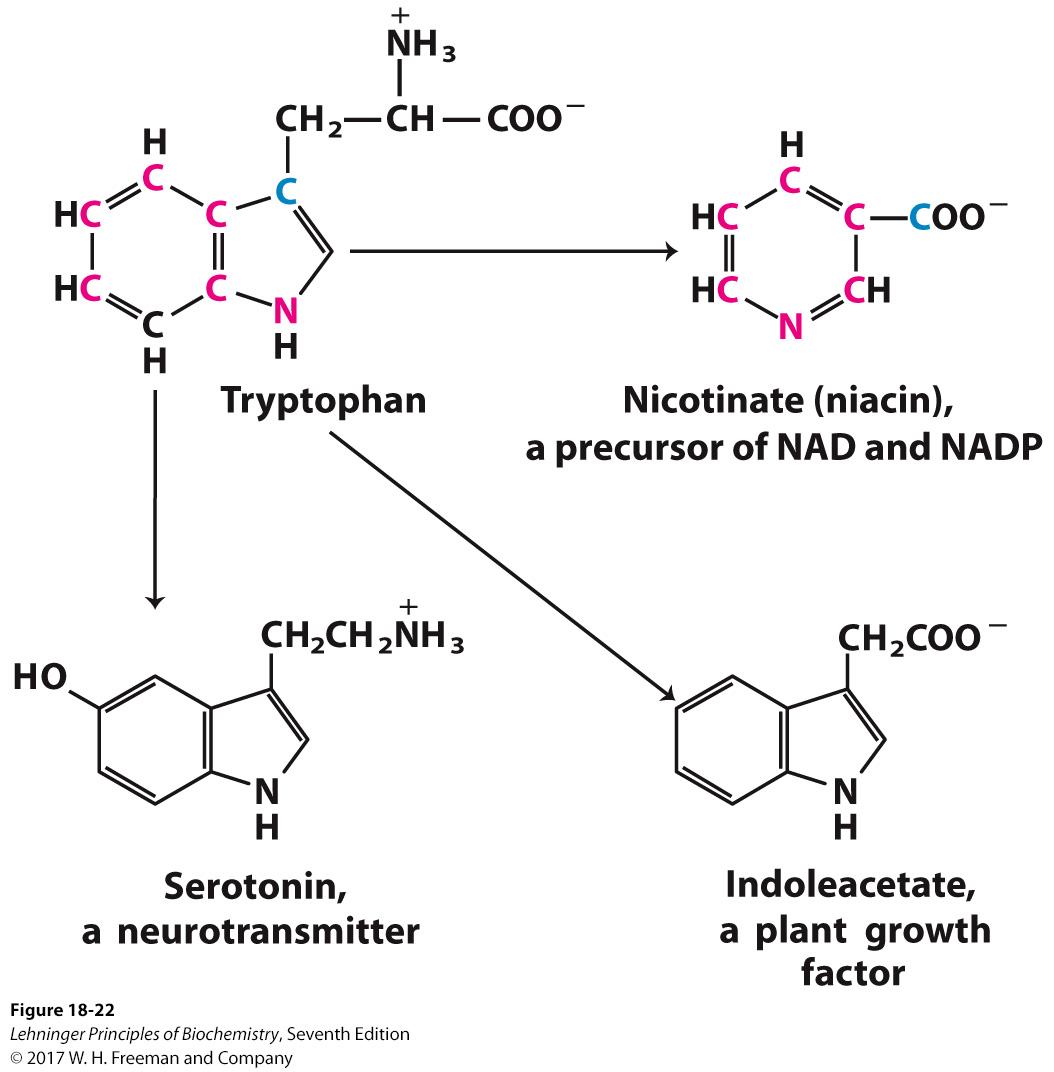 +
NH3
CH2—CH—COO−
H
C
HC C C
HC C
C N
H H
H
C
HC C—COO−
HC CH
N
Tryptophan
Nicotinate (niacin),
a precursor of NAD and NADP
+
CH2CH2NH3
HO
N
H
CH2COO−
N
H
Serotonin,
a neurotransmitter
Indoleacetate,
a plant growth
factor
Figure 18-22
Lehninger Principles of Biochemistry, Seventh Edition
© 2017 W. H. Freeman and Company